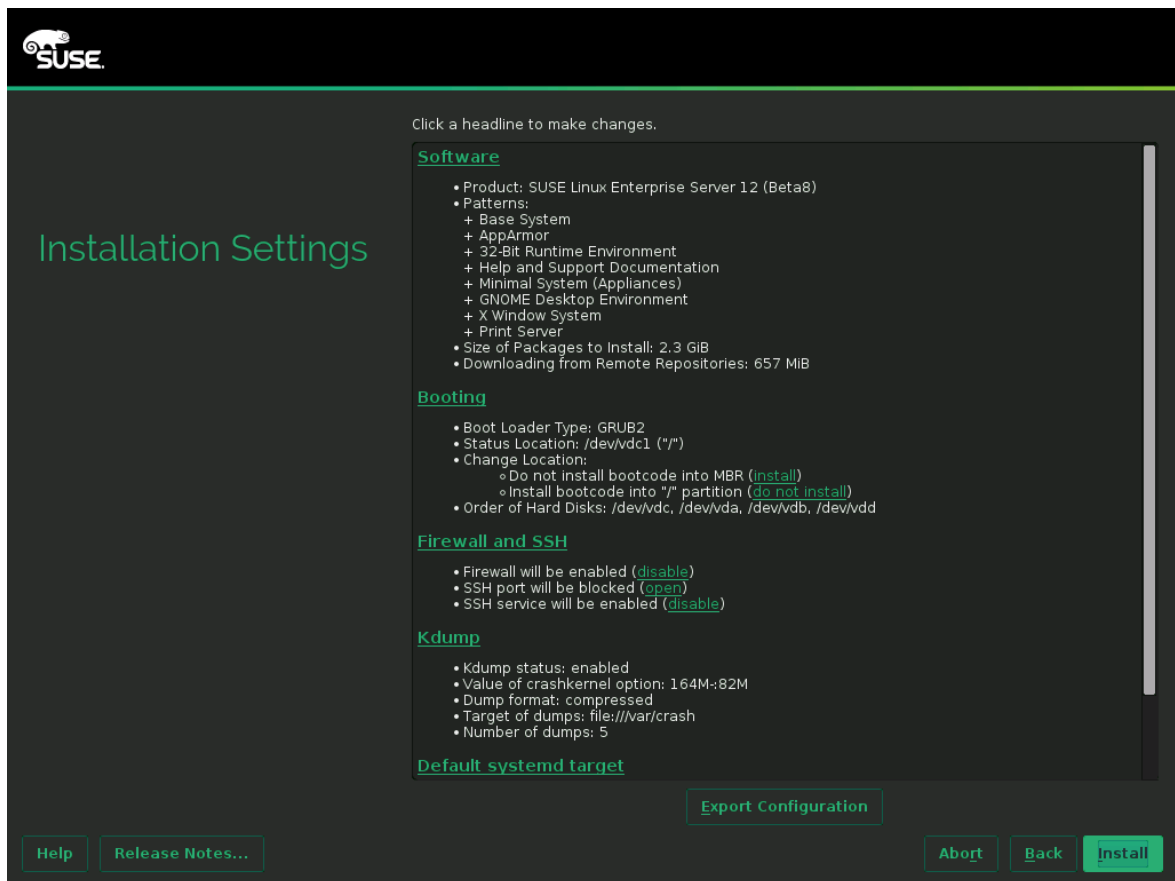 SUSE.
Click a headline to make changes.
Installation Settings
Software
• Product: SUSE Linux Enterprise Server 12 (Beta8)
• Patterns:
+ Base System
+ AppArmor
+ 32-Bit Runtime Environment
+ Help and Support Documentation
+ Minimal System (Appliances)
+ GNOME Desktop Environment
+ X Window System
+ Print Server
• Size of Packages to Install: 2.3 GiB
• Downloading from Remote Repositories: 657 MiB
Booting
• Boot Loader Type: GRUB2
• Status Location: /dev/vdc1 ("/")
• Change Location:
◦ Do not install bootcode into MBR (install)
◦ Install bootcode into "/" partition (do not install)
• Order of Hard Disks: /dev/vdc, /dev/vda, /dev/vdb, /dev/vdd
Firewall and SSH
• Firewall will be enabled (disable)
• SSH port will be blocked (open)
• SSH service will be enabled (disable)
Kdump
• Kdump status: enabled
• Value of crashkernel option: 164M-:82M
• Dump format: compressed
• Target of dumps: file:///var/crash
• Number of dumps: 5
Default systemd target
Export Configuration
Help
Release Notes...
Abort
Back
Install